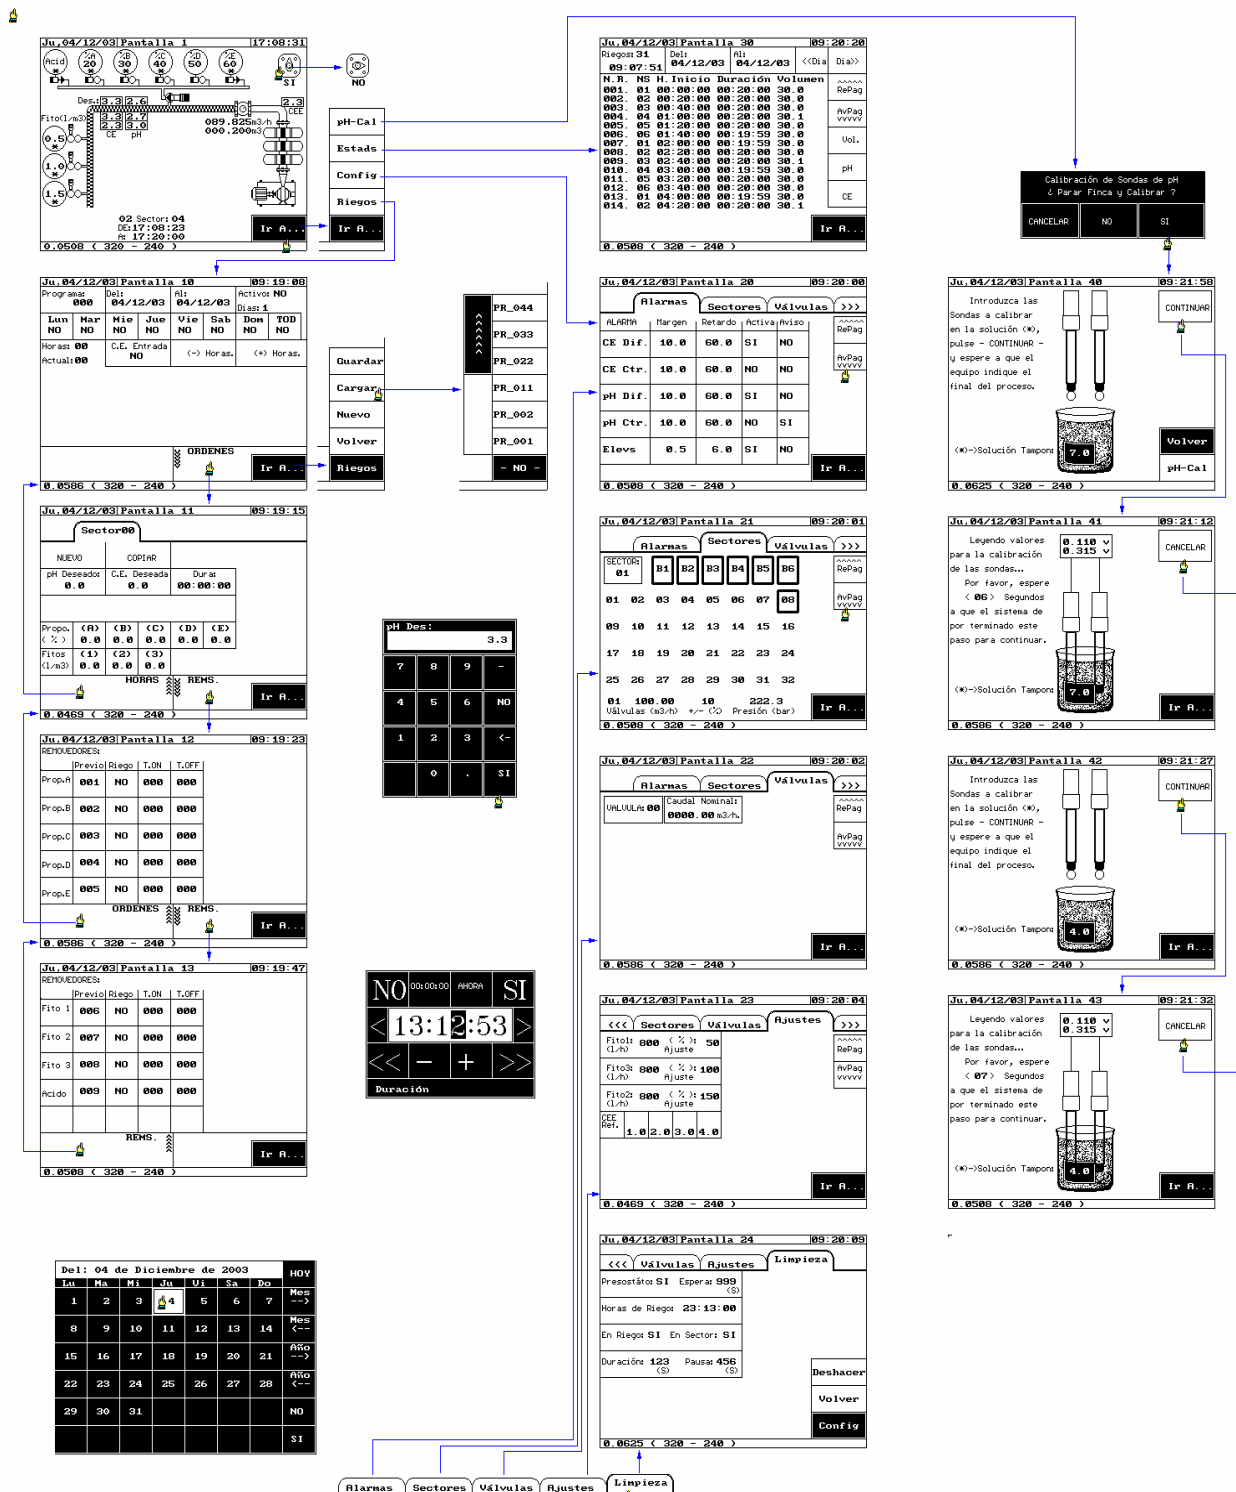 Ju,04/12/03 Pantalla 1 17:08:31
Acid
%A 20 *
%B 30 *
%C 40 *
%D 50
%E 60 *
SI
NO
Des.: 3.3 2.6
3.3 2.7
2.3 3.0
CE pH
2.3
CEE
089.825m3/h
000.200m3
Fito(l/m3)
0.5 *
1.0 *
1.5 *
02 Sector: 04
DE:17:08:23
A: 17:20:00
Ir A...
0.0508 ( 320 - 240 )
pH-Cal
Estads
Config
Riegos
Ir A...
Ju,04/12/03 Pantalla 30 09:20:20
Riegos: 31 Del: Al: <<Dia Dia>>
09:07:51 04/12/03 04/12/03
N.R. NS H.Inicio Duración Volumen
001. 01 00:00:00 00:20:00 30.0
002. 02 00:20:00 00:20:00 30.0
003. 03 00:40:00 00:20:00 30.0
004. 04 01:00:00 00:20:00 30.1
005. 05 01:20:00 00:20:00 30.0
006. 06 01:40:00 00:19:59 30.0
007. 01 02:00:00 00:19:59 30.0
008. 02 02:20:00 00:20:00 30.0
009. 03 02:40:00 00:20:00 30.1
010. 04 03:00:00 00:19:59 30.0
011. 05 03:20:00 00:20:00 30.0
012. 06 03:40:00 00:20:00 30.0
013. 01 04:00:00 00:19:59 30.0
014. 02 04:20:00 00:20:00 30.1
^^^^^
RePag
AvPag
vvvvv
Vol.
pH
CE
Ir A...
0.0508 ( 320 - 240 )
Calibración de Sondas de pH
¿ Parar Finca y Calibrar ?
CANCELAR NO SI
Ju,04/12/03 Pantalla 10 09:19:08
Programa: Del: Al: Activo: NO
000 04/12/03 04/12/03 Dias: 1
Lun Mar Mie Jue Vie Sab Dom TOD
NO NO NO NO NO NO NO NO
Horas: 00 C.E. Entrada (-) Horas. (+) Horas.
Actual:00 NO
ORDENES
Ir A...
0.0586 ( 320 - 240 )
Guardar
Cargar
Nuevo
Volver
Riegos
PR_044
PR_033
PR_022
PR_011
PR_002
PR_001
- NO -
Ju,04/12/03 Pantalla 20 09:20:00
Alarmas Sectores Válvulas >>>
ALARMA Margen Retardo Activa Aviso
CE Dif. 10.0 60.0 SI NO
CE Ctr. 10.0 60.0 NO NO
pH Dif. 10.0 60.0 SI NO
pH Ctr. 10.0 60.0 NO SI
Elevs 0.5 6.0 SI NO
^^^^^
RePag
AvPag
vvvvv
Ir A...
0.0508 ( 320 - 240 )
Ju,04/12/03 Pantalla 40 09:21:58
Introduzca las
Sondas a calibrar
en la solución (*),
pulse - CONTINUAR -
y espere a que el
equipo indique el
final del proceso.
CONTINUAR
(*)->Solución Tampon: 7.0
Volver
pH-Cal
0.0625 ( 320 - 240 )
Ju,04/12/03 Pantalla 11 09:19:15
Sector00
NUEVO COPIAR
pH Deseado: C.E. Deseada Dura:
0.0 0.0 00:00:00
Propo. (A) (B) (C) (D) (E)
( % ) 0.0 0.0 0.0 0.0 0.0
Fitos (1) (2) (3)
(l/m3) 0.0 0.0 0.0
HORAS REMS.
Ir A...
0.0469 ( 320 - 240 )
pH Des:
3.3
7 8 9 -
4 5 6 NO
1 2 3 <-
0 . SI
Ju,04/12/03 Pantalla 21 09:20:01
Alarmas Sectores Válvulas >>>
SECTOR: 01 B1 B2 B3 B4 B5 B6
01 02 03 04 05 06 07 08
09 10 11 12 13 14 15 16
17 18 19 20 21 22 23 24
25 26 27 28 29 30 31 32
01 100.00 10 222.3
Válvulas (m3/h) +/- (%) Presión (bar)
^^^^^
RePag
AvPag
vvvvv
Ir A...
0.0508 ( 320 - 240 )
Ju,04/12/03 Pantalla 41 09:21:12
Leyendo valores
para la calibración
de las sondas...
Por favor, espere
< 06 > Segundos
a que el sistema de
por terminado este
paso para continuar.
0.110 v
0.315 v
CANCELAR
(*)->Solución Tampon: 7.0
Ir A...
0.0586 ( 320 - 240 )
Ju,04/12/03 Pantalla 12 09:19:23
REMOVEDORES:
Previo Riego T.ON T.OFF
Prop.A 001 NO 000 000
Prop.B 002 NO 000 000
Prop.C 003 NO 000 000
Prop.D 004 NO 000 000
Prop.E 005 NO 000 000
ORDENES REMS.
Ir A...
0.0586 ( 320 - 240 )
Ju,04/12/03 Pantalla 22 09:20:02
Alarmas Sectores Válvulas >>>
VALVULA: 00 Caudal Nominal:
0000.00 m3/h.
^^^^^
RePag
AvPag
vvvvv
Ir A...
0.0586 ( 320 - 240 )
Ju,04/12/03 Pantalla 42 09:21:27
Introduzca las
Sondas a calibrar
en la solución (*),
pulse - CONTINUAR -
y espere a que el
equipo indique el
final del proceso.
CONTINUAR
(*)->Solución Tampon: 4.0
Ir A...
0.0586 ( 320 - 240 )
Ju,04/12/03 Pantalla 13 09:19:47
REMOVEDORES:
Previo Riego T.ON T.OFF
Fito 1 006 NO 000 000
Fito 2 007 NO 000 000
Fito 3 008 NO 000 000
Acido 009 NO 000 000
REMS.
Ir A...
0.0508 ( 320 - 240 )
NO 00:00:00 AHORA SI
< 13:12:53 >
<< - + >>
Duración
Ju,04/12/03 Pantalla 23 09:20:04
<<< Sectores Válvulas Ajustes >>>
Fito1: 800 ( % ): 50
(l/h) Ajuste
Fito3: 800 ( % ): 100
(l/h) Ajuste
Fito2: 800 ( % ): 150
(l/h) Ajuste
CEE
Ref. 1.0 2.0 3.0 4.0
^^^^^
RePag
AvPag
vvvvv
Ir A...
0.0469 ( 320 - 240 )
Ju,04/12/03 Pantalla 43 09:21:32
Leyendo valores
para la calibración
de las sondas...
Por favor, espere
< 07 > Segundos
a que el sistema de
por terminado este
paso para continuar.
0.110 v
0.315 v
CANCELAR
(*)->Solución Tampon: 4.0
Ir A...
0.0508 ( 320 - 240 )
Del: 04 de Diciembre de 2003 HOY
Lu Ma Mi Ju Vi Sa Do
1 2 3 4 5 6 7 Mes -->
8 9 10 11 12 13 14 Mes <--
15 16 17 18 19 20 21 Año -->
22 23 24 25 26 27 28 Año <--
29 30 31 NO
SI
Ju,04/12/03 Pantalla 24 09:20:09
<<< Válvulas Ajustes Limpieza
Presostáto: SI Espera: 999
(S)
Horas de Riego: 23:13:00
En Riego: SI En Sector: SI
Duración: 123 Pausa: 456
(S) (S)
Deshacer
Volver
Config
0.0625 ( 320 - 240 )
Alarmas Sectores Válvulas Ajustes Limpieza